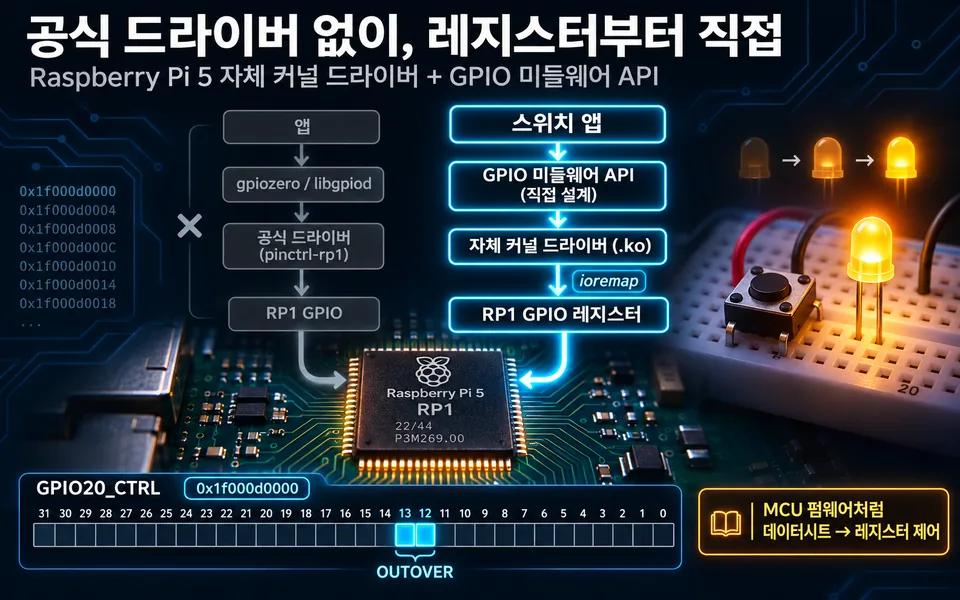 공식 드라이버 없이, 레지스터부터 직접
Raspberry Pi 5 자체 커널 드라이버 + GPIO 미들웨어 API
0x1f000d0000
0x1f000d0004
0x1f000d0008
0x1f000d000C
0x1f000d0010
0x1f000d0014
0x1f000d0018
...
앱
gpiozero / libgpiod
공식 드라이버
(pinctrl-rp1)
RP1 GPIO
스위치 앱
GPIO 미들웨어 API
(직접 설계)
자체 커널 드라이버 (.ko)
ioremap
RP1 GPIO 레지스터
20
Raspberry Pi 5
RP1
22/44
P3M269.00
GPIO20_CTRL
0x1f000d0000
31 30 29 28 27 26 25 24 23 22 21 20 19 18 17 16 15 14 13 12 11 10 9 8 7 6 5 4 3 2 1 0
OUTOVER
MCU 펌웨어처럼
데이터시트 → 레지스터 제어